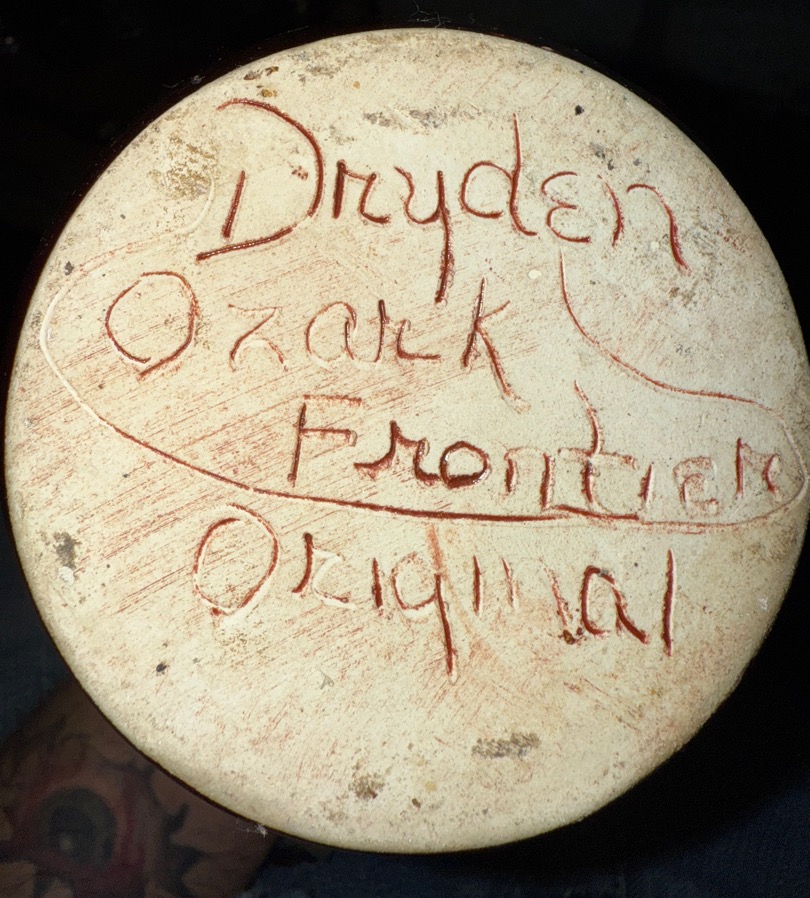 Dryden
Ozark
Frontier
Original